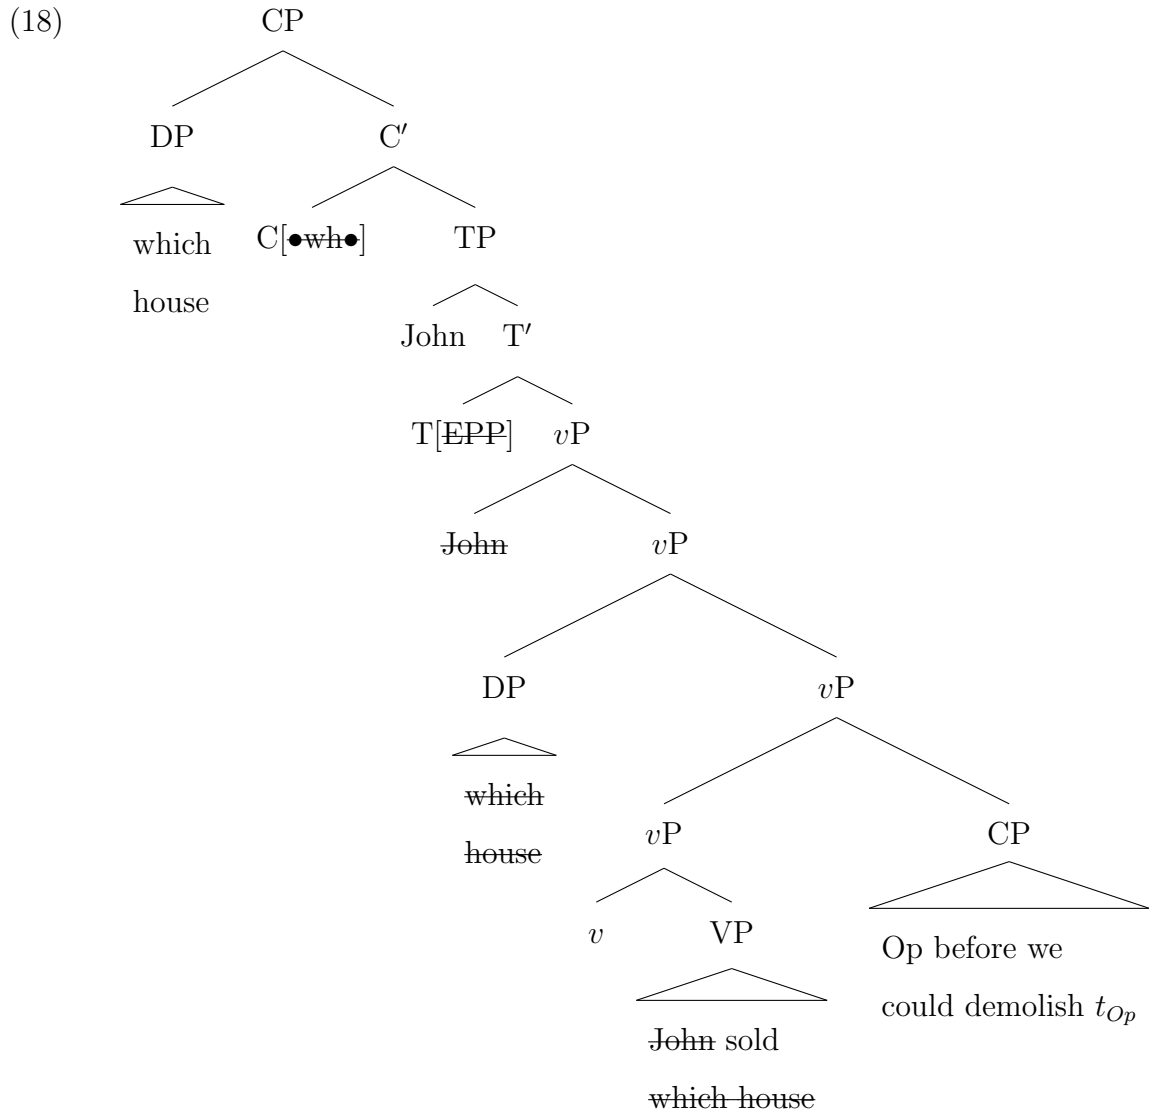 (18) CP
DP C′
which C[•wh•] TP
house
John T′
T[EPP] vP
John vP
DP vP
which vP CP
house
v VP Op before we
could demolish t_Op
John sold
which house